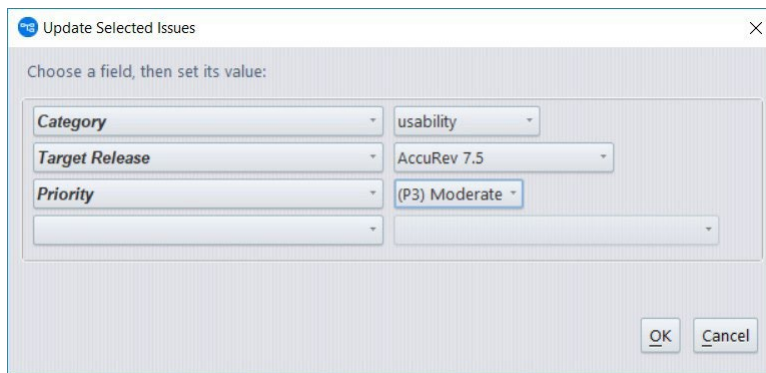 Update Selected Issues
Choose a field, then set its value:
Category usability
Target Release AccuRev 7.5
Priority (P3) Moderate
OK Cancel